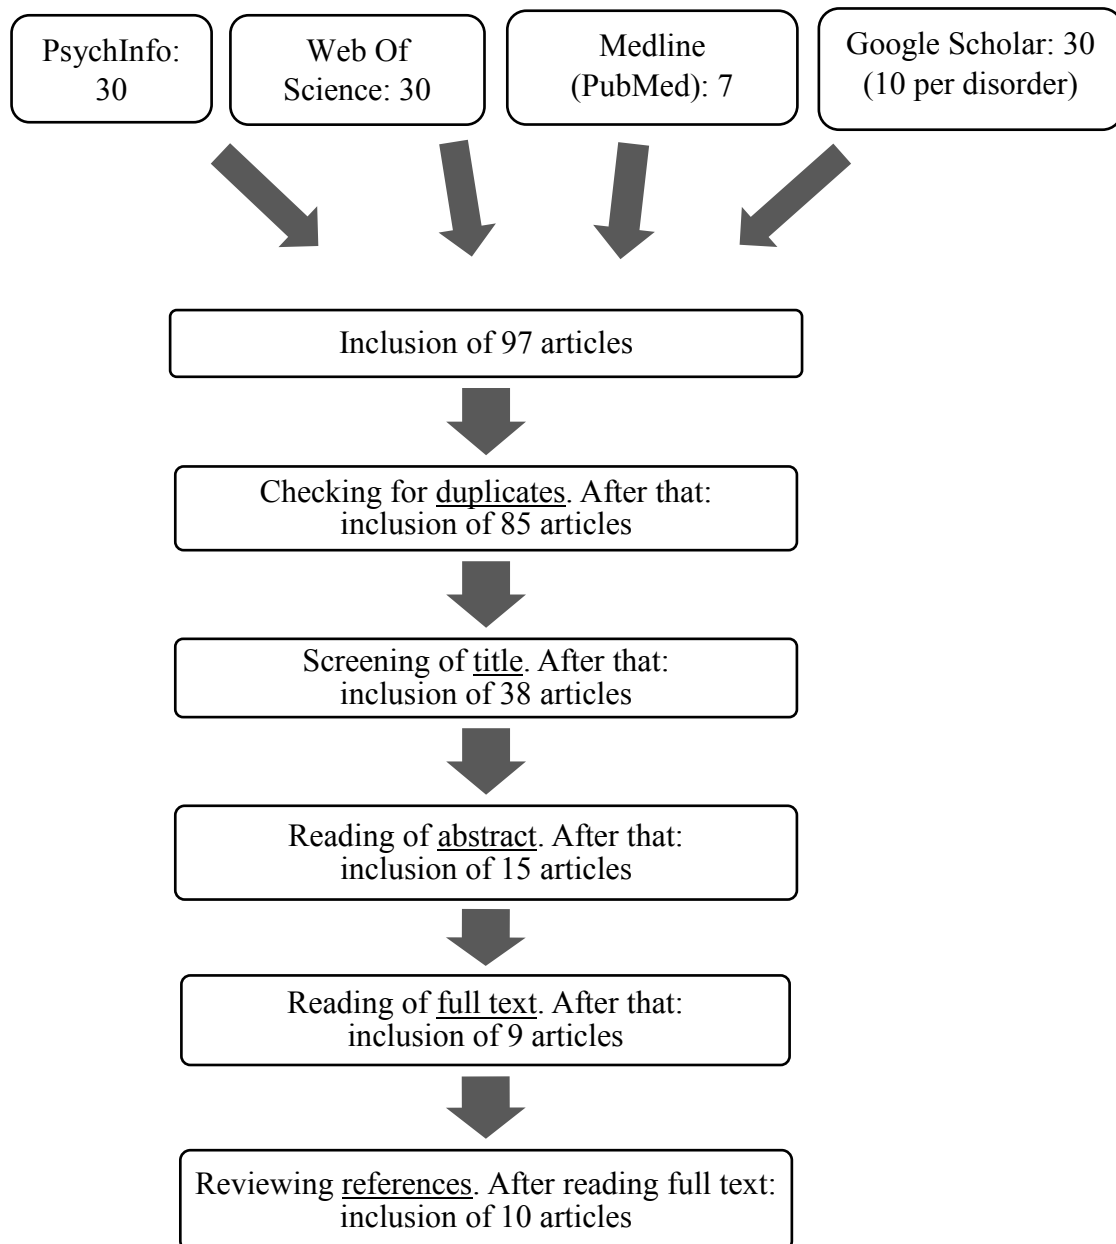 PsychInfo:
30
Web Of
Science: 30
Medline
(PubMed): 7
Google Scholar: 30
(10 per disorder)
Inclusion of 97 articles
Checking for duplicates. After that:
inclusion of 85 articles
Screening of title. After that:
inclusion of 38 articles
Reading of abstract. After that:
inclusion of 15 articles
Reading of full text. After that:
inclusion of 9 articles
Reviewing references. After reading full text:
inclusion of 10 articles